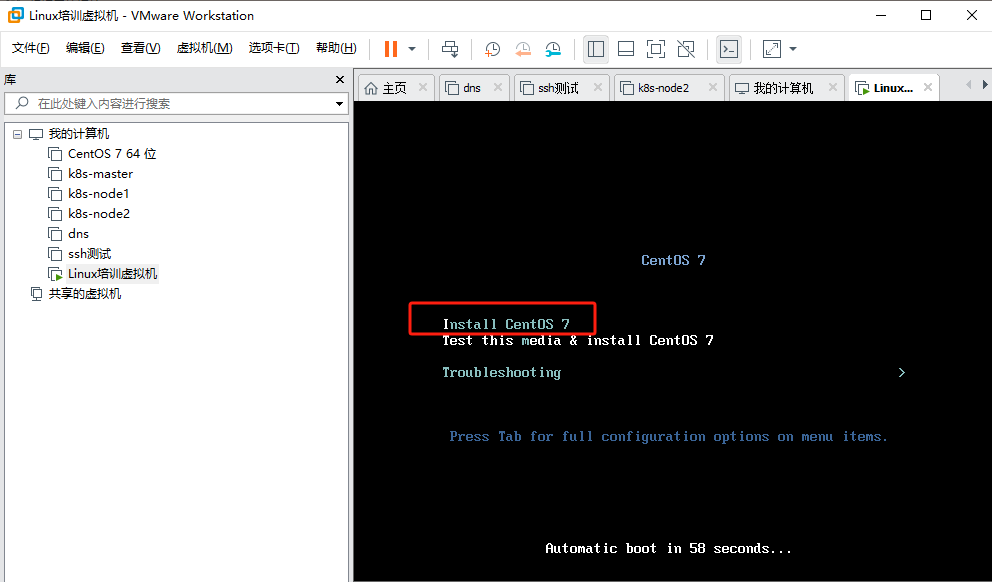 Linux培训虚拟机 - VMware Workstation
文件(F) 编辑(E) 查看(V) 虚拟机(M) 选项卡(T) 帮助(H)
库
在此处键入内容进行搜索
我的计算机
CentOS 7 64 位
k8s-master
k8s-node1
k8s-node2
dns
ssh测试
Linux培训虚拟机
共享的虚拟机
主页 dns ssh测试 k8s-node2 我的计算机 Linux...
CentOS 7
Install CentOS 7
Test this media & install CentOS 7
Troubleshooting >
Press Tab for full configuration options on menu items.
Automatic boot in 58 seconds...